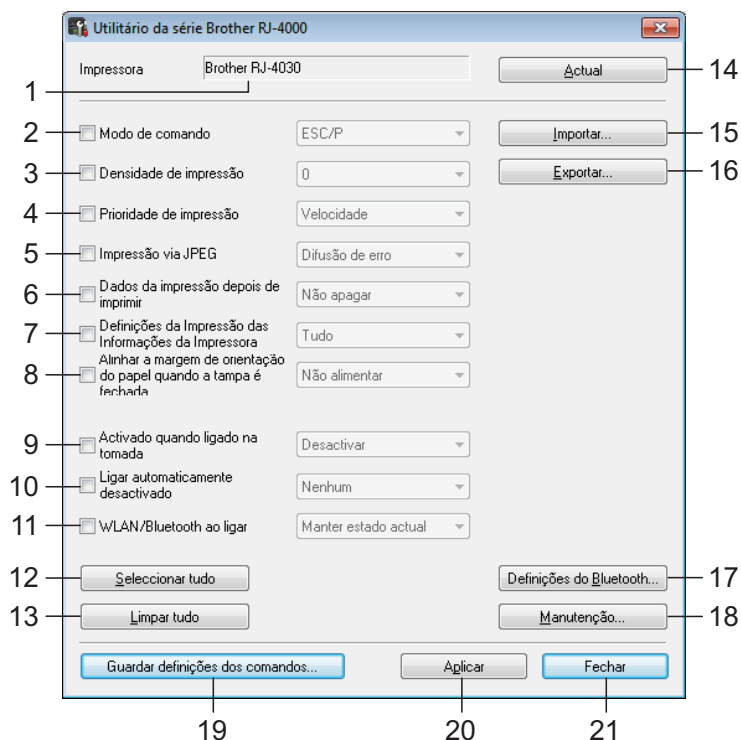 Utilitário da série Brother RJ-4000
Impressora Brother RJ-4030 Actual 14
1
2 Modo de comando ESC/P Importar... 15
3 Densidade de impressão 0 Exportar... 16
4 Prioridade de impressão Velocidade
5 Impressão via JPEG Difusão de erro
6 Dados da impressão depois de
imprimir Não apagar
7 Definições da Impressão das
Informações da Impressora Tudo
8 Alinhar a margem de orientação
do papel quando a tampa é
fechada Não alimentar
9 Activado quando ligado na
tomada Desactivar
10 Ligar automaticamente
desactivado Nenhum
11 WLAN/Bluetooth ao ligar Manter estado actual
12 Seleccionar tudo Definições do Bluetooth... 17
13 Limpar tudo Manutenção... 18
Guardar definições dos comandos... Aplicar Fechar
19 20 21